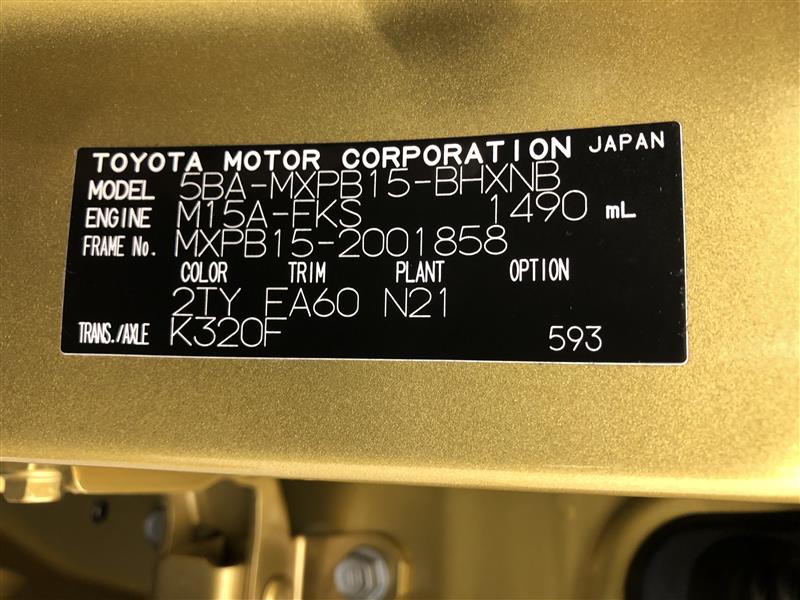 TOYOTA MOTOR CORPORATION JAPAN
MODEL 5BA-MXPB15-BHXNB
ENGINE M15A-FKS 1490 mL
FRAME No. MXPB15-2001858
COLOR TRIM PLANT OPTION
2TY EA60 N21
TRANS./AXLE K320F 593